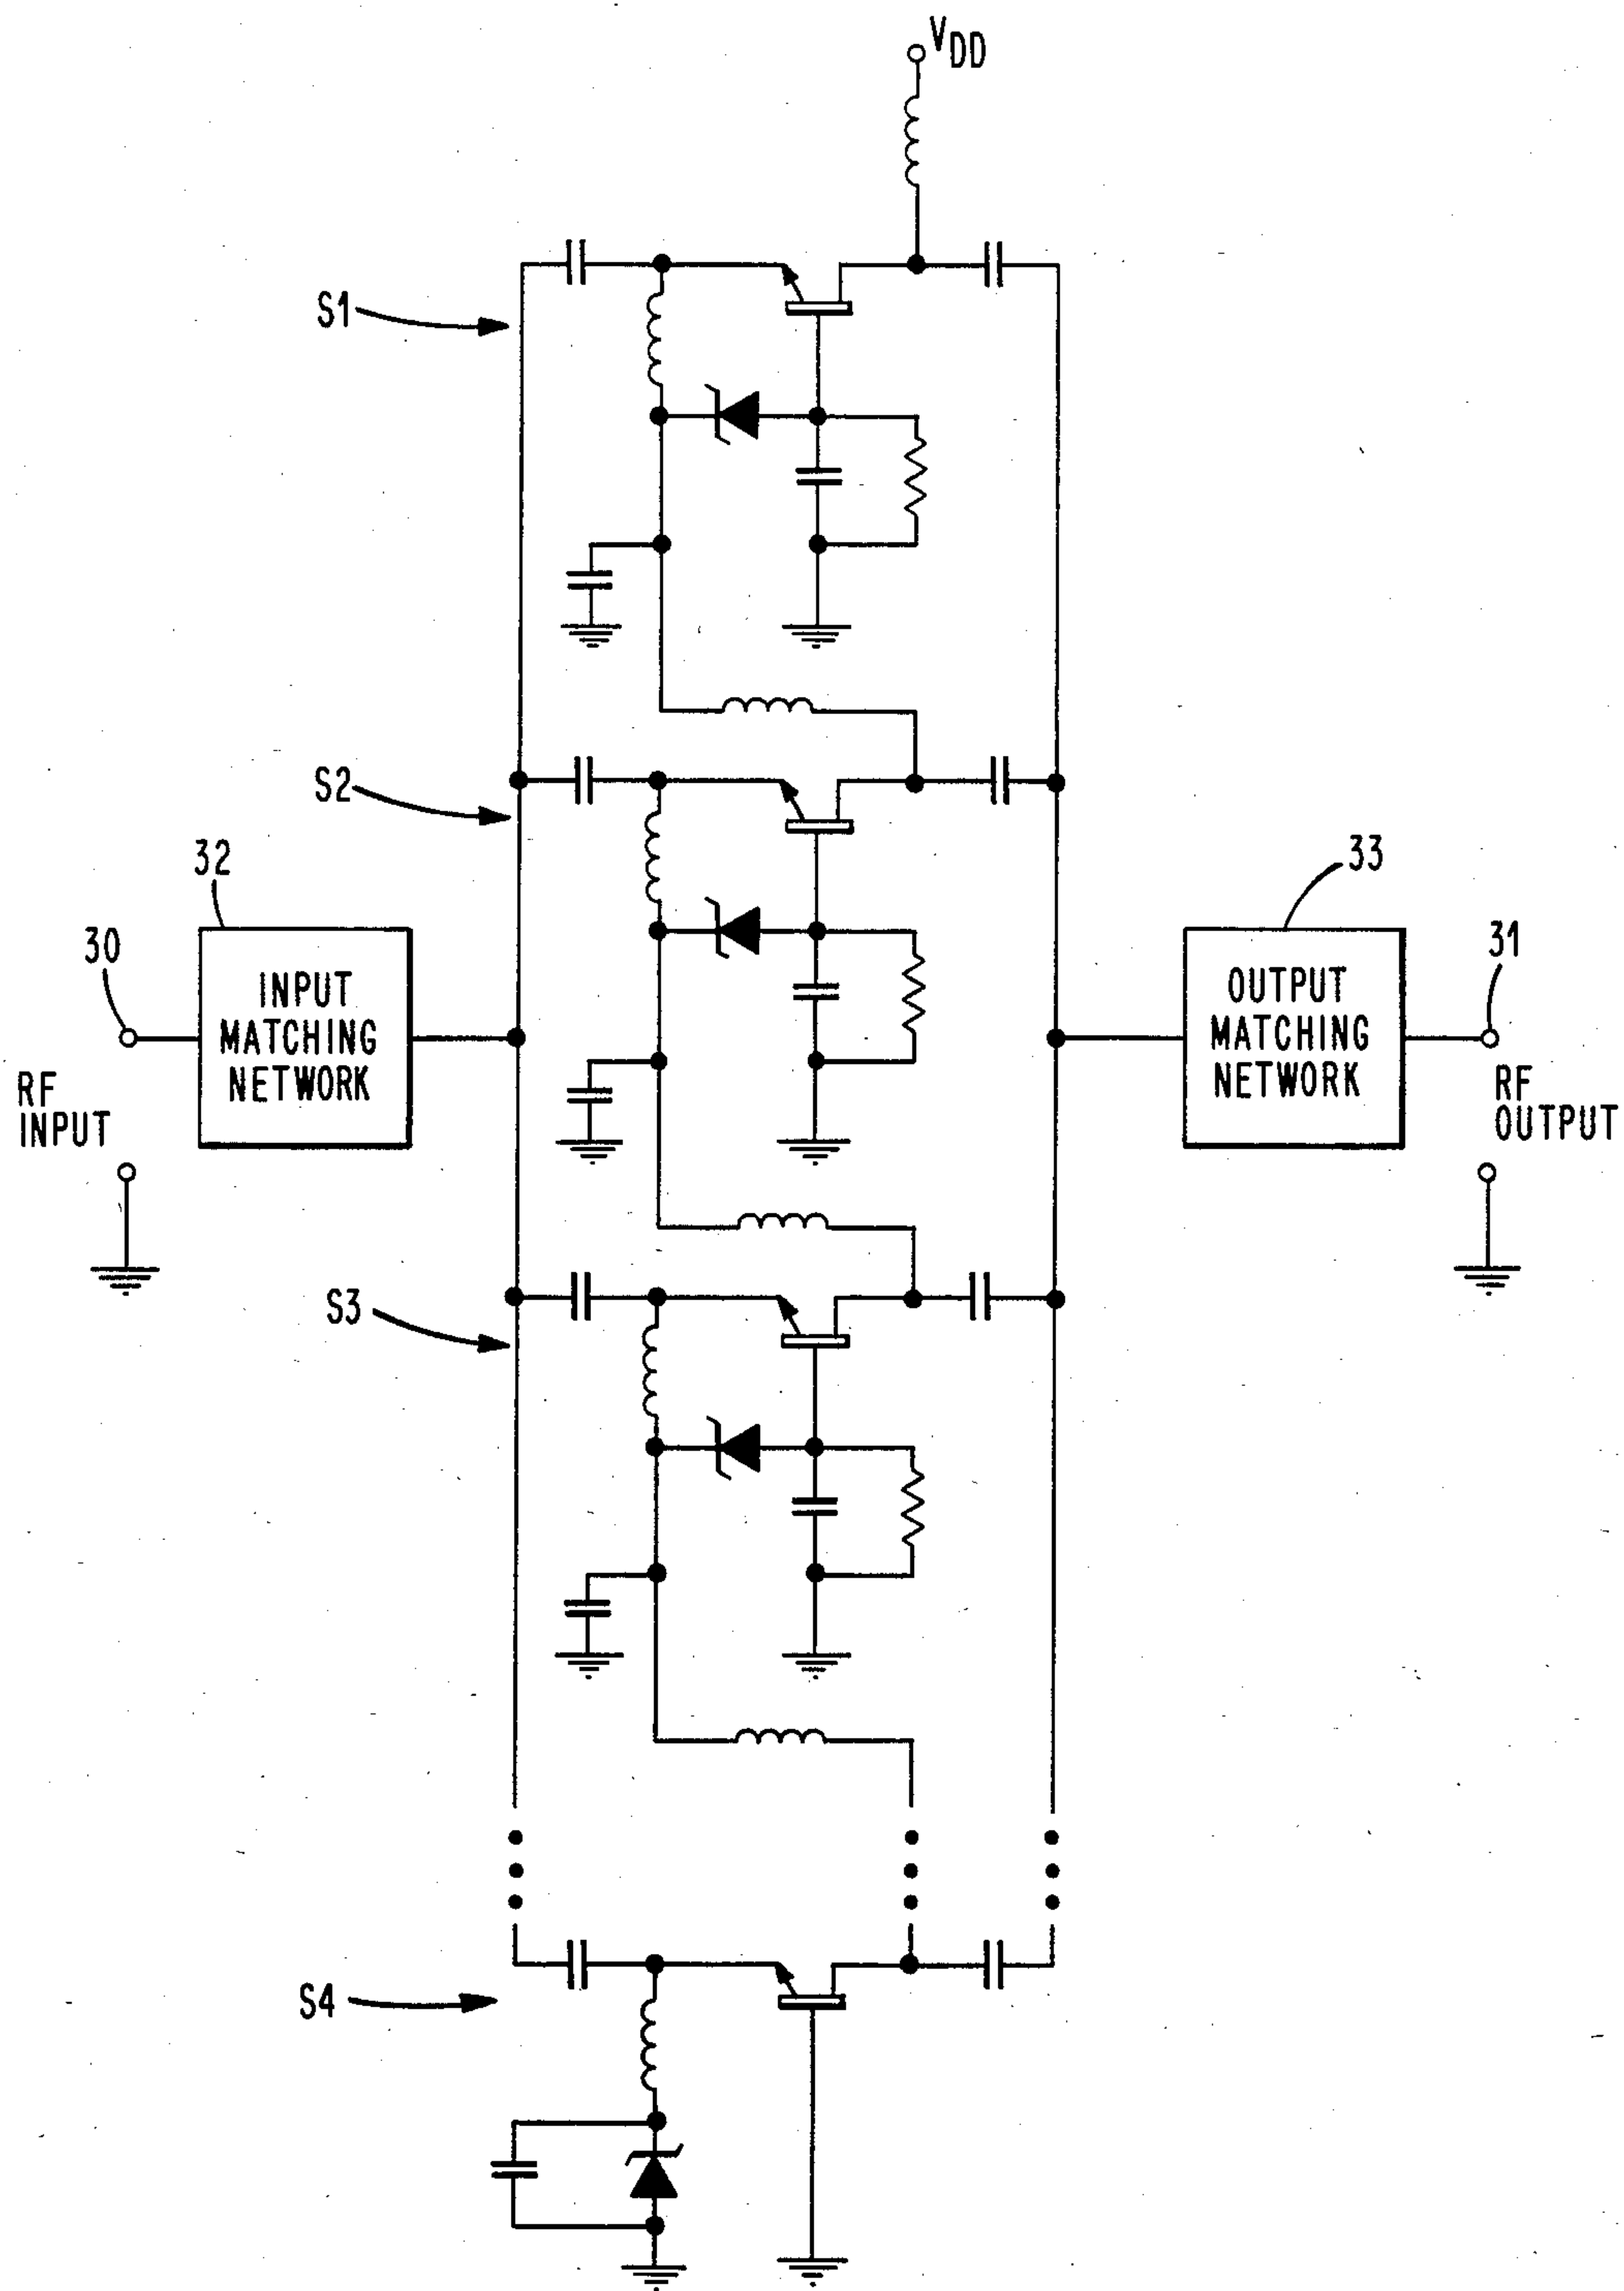 VDD
S1
S2
32
33
30
31
INPUT
MATCHING
NETWORK
OUTPUT
MATCHING
NETWORK
RF
INPUT
RF
OUTPUT
S3
S4